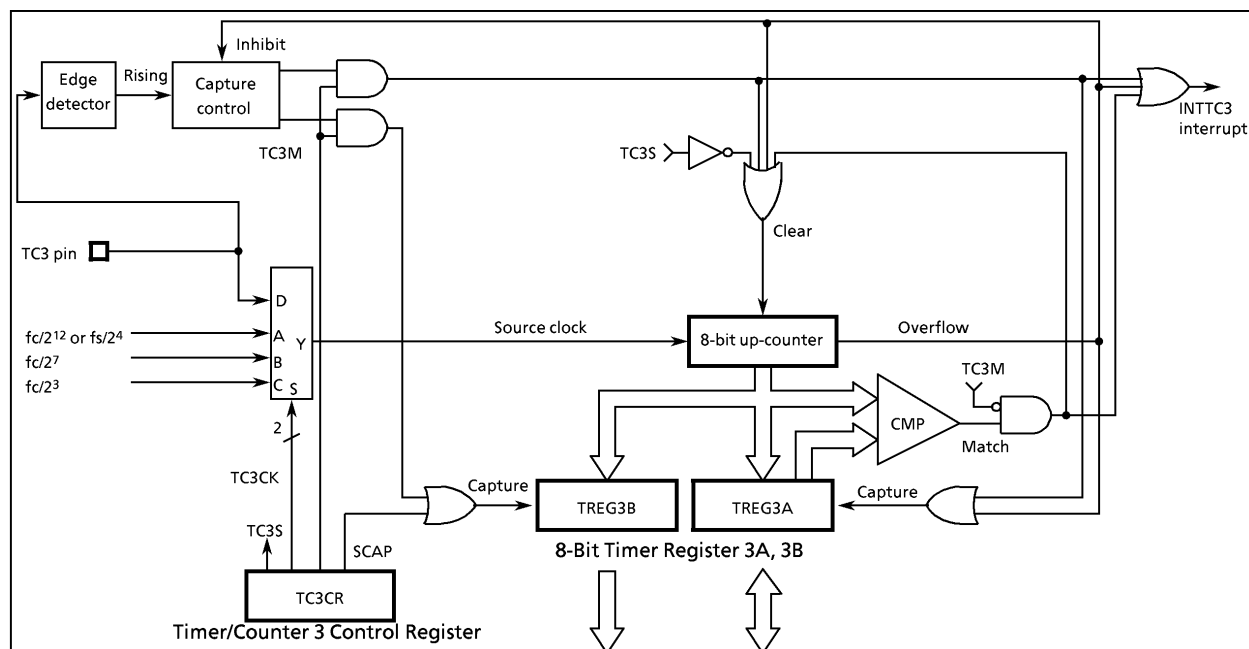 Inhibit
Edge
detector
Rising
Capture
control
INTTC3
interrupt
TC3M
TC3S
Clear
TC3 pin
D
fc/2¹² or fs/2⁴
A
Y
Source clock
8-bit up-counter
Overflow
fc/2⁷
B
fc/2³
C
S
TC3M
2
CMP
Match
TC3CK
Capture
TREG3B
TREG3A
Capture
TC3S
SCAP
8-Bit Timer Register 3A, 3B
TC3CR
Timer/Counter 3 Control Register